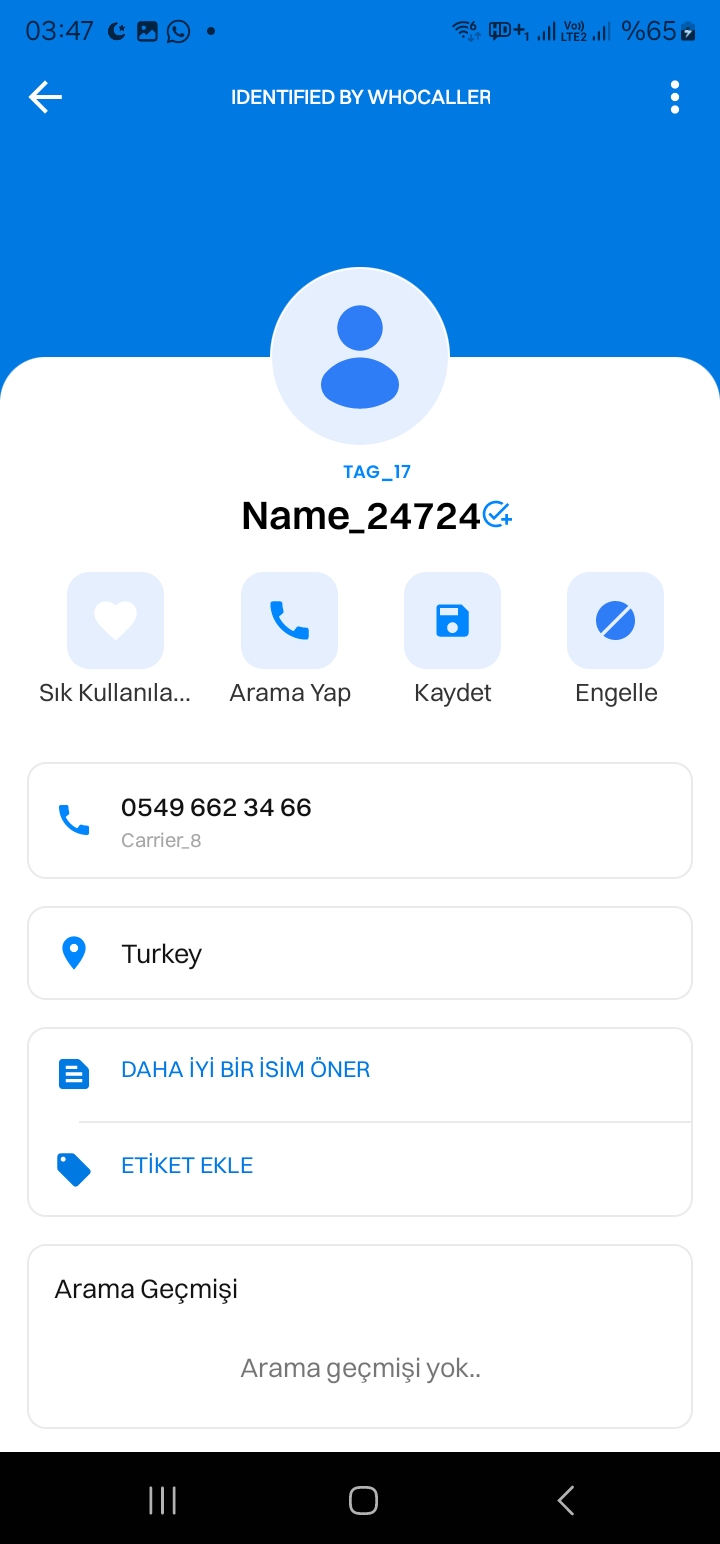 03:47
%65
IDENTIFIED BY WHOCALLER
TAG_17
Name_24724
Sık Kullanıla...
Arama Yap
Kaydet
Engelle
0549 662 34 66
Carrier_8
Turkey
DAHA İYİ BİR İSİM ÖNER
ETİKET EKLE
Arama Geçmişi
Arama geçmişi yok..